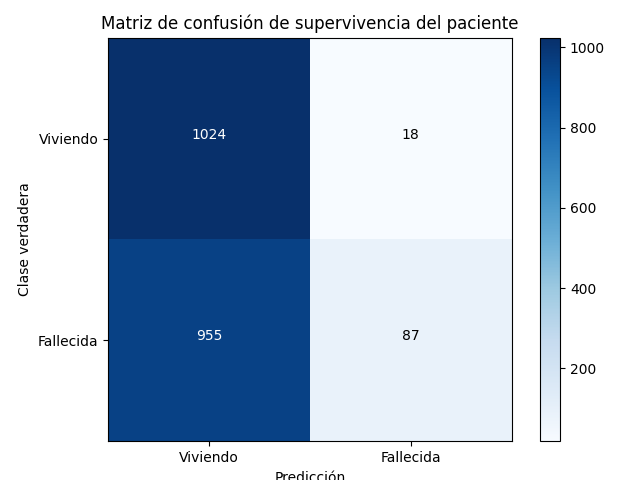 Matriz de confusión de supervivencia del paciente
Clase verdadera
Viviendo
1024
18
Fallecida
955
87
Viviendo
Fallecida
Predicción
1000
800
600
400
200